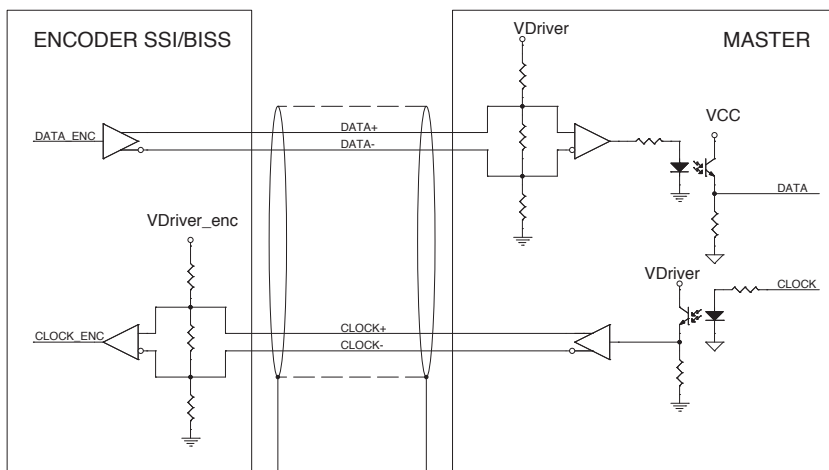 ENCODER SSI/BISS
VDriver
MASTER
VCC
DATA_ENC
DATA+
DATA-
DATA
VDriver_enc
VDriver
CLOCK
CLOCK_ENC
CLOCK+
CLOCK-